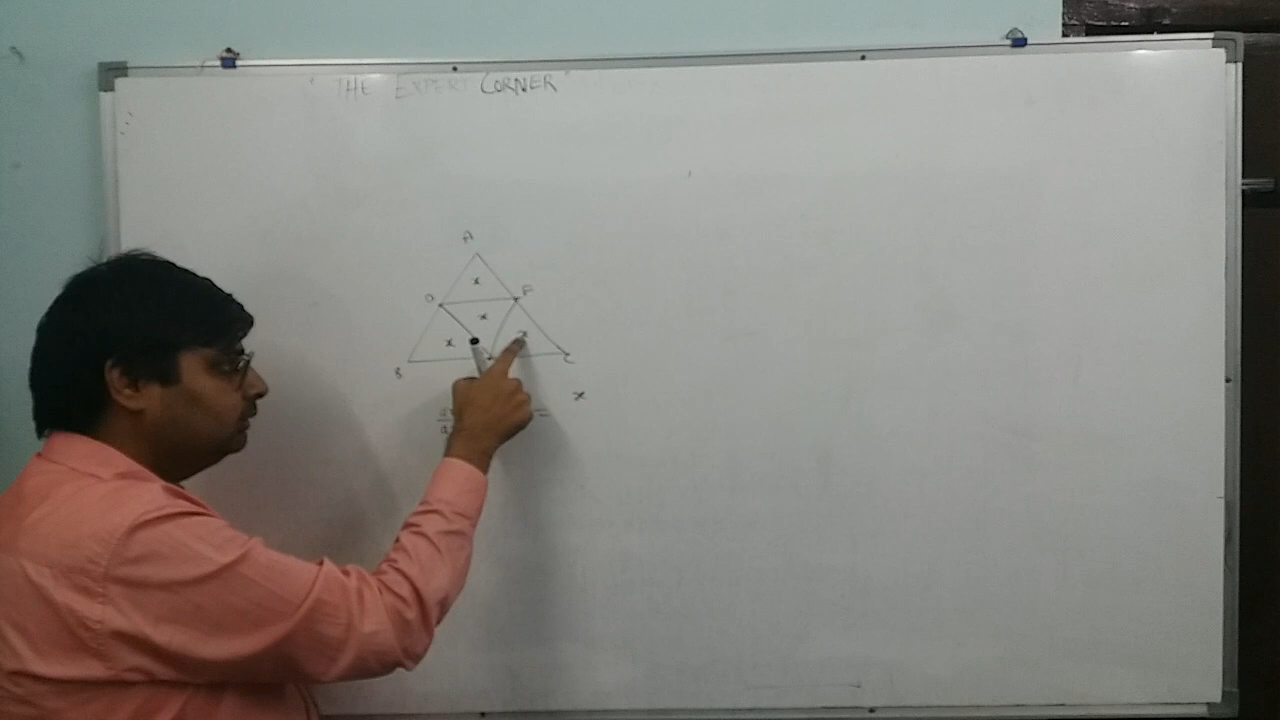 "THE EXPERT CORNER"
A
D F
x
x
x x
B C
x
=